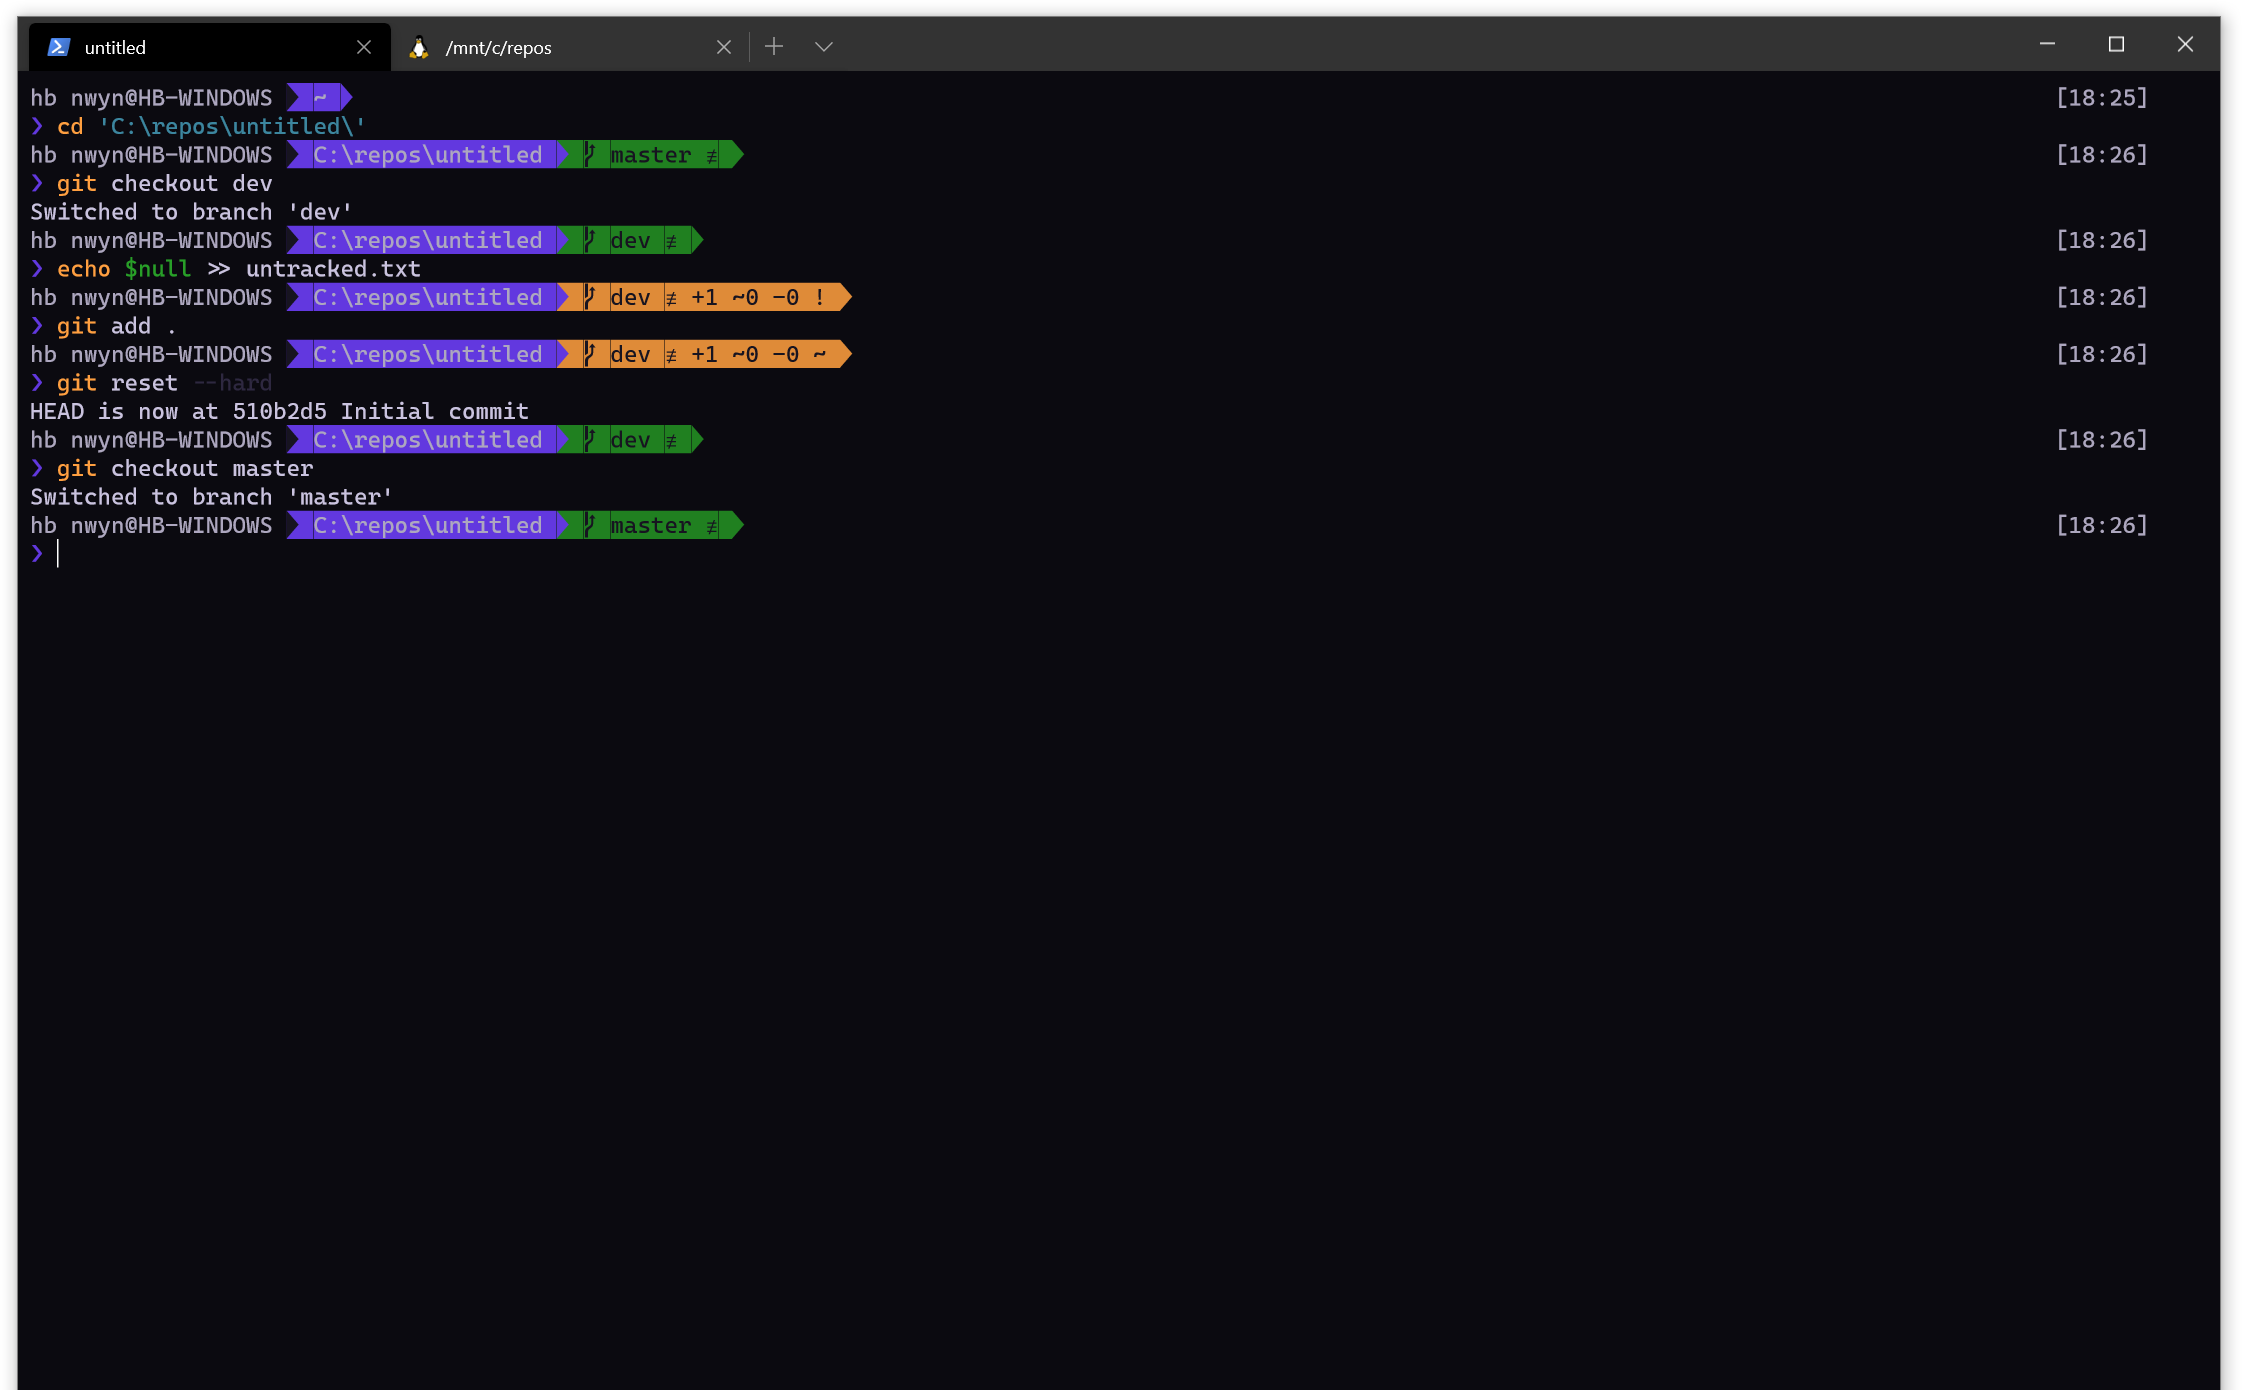 untitled
/mnt/c/repos
hb nwyn@HB-WINDOWS ~ [18:25]
❯ cd 'C:\repos\untitled\'
hb nwyn@HB-WINDOWS C:\repos\untitled master ≢ [18:26]
❯ git checkout dev
Switched to branch 'dev'
hb nwyn@HB-WINDOWS C:\repos\untitled dev ≢ [18:26]
❯ echo $null >> untracked.txt
hb nwyn@HB-WINDOWS C:\repos\untitled dev ≢ +1 ~0 -0 ! [18:26]
❯ git add .
hb nwyn@HB-WINDOWS C:\repos\untitled dev ≢ +1 ~0 -0 ~ [18:26]
❯ git reset --hard
HEAD is now at 510b2d5 Initial commit
hb nwyn@HB-WINDOWS C:\repos\untitled dev ≢ [18:26]
❯ git checkout master
Switched to branch 'master'
hb nwyn@HB-WINDOWS C:\repos\untitled master ≢ [18:26]
❯